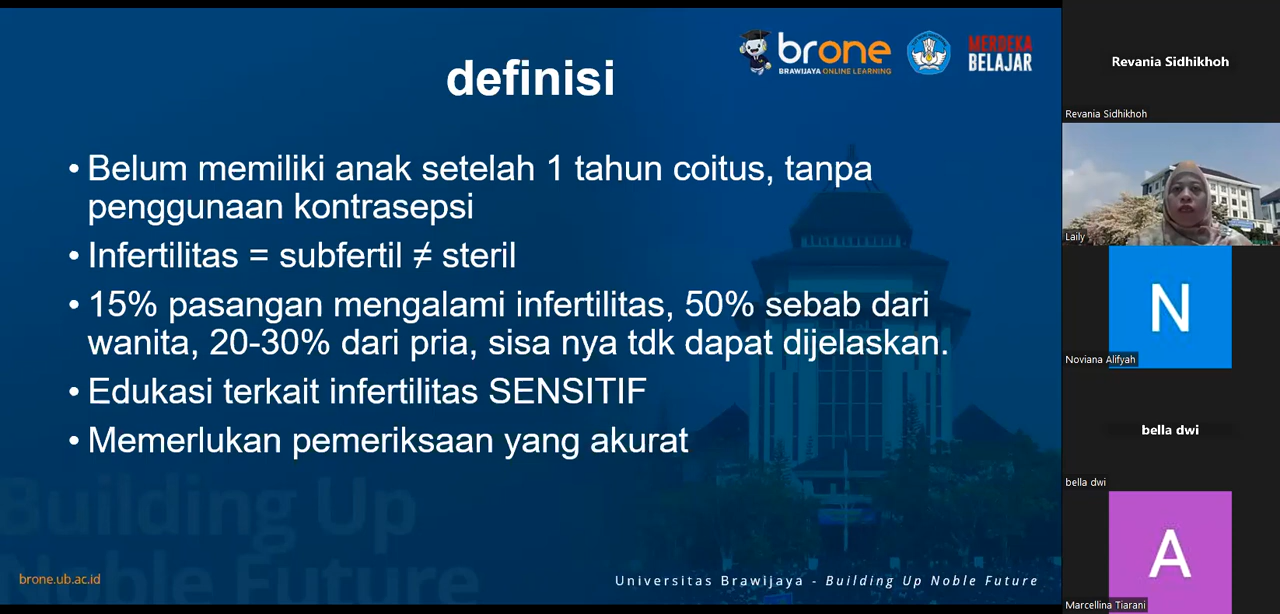 brone
BRAWIJAYA ONLINE LEARNING
MERDEKA
BELAJAR
definisi
• Belum memiliki anak setelah 1 tahun coitus, tanpa
penggunaan kontrasepsi
• Infertilitas = subfertil ≠ steril
• 15% pasangan mengalami infertilitas, 50% sebab dari
wanita, 20-30% dari pria, sisa nya tdk dapat dijelaskan.
• Edukasi terkait infertilitas SENSITIF
• Memerlukan pemeriksaan yang akurat
Building Up
Noble Future
brone.ub.ac.id
Universitas Brawijaya - Building Up Noble Future
Revania Sidhikhoh
Revania Sidhikhoh
Laily
N
Noviana Alifyah
bella dwi
bella dwi
A
Marcellina Tiarani